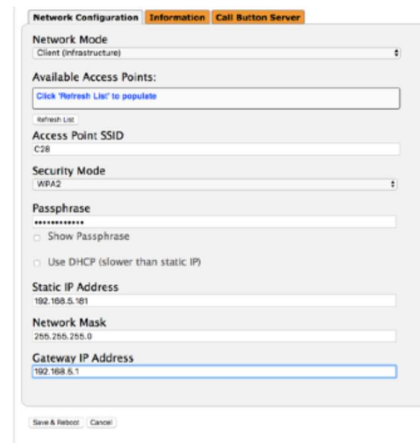 Network Configuration Information Call Button Server
Network Mode
Client (Infrastructure)
Available Access Points:
Click 'Refresh List' to populate
Refresh List
Access Point SSID
C28
Security Mode
WPA2
Passphrase
••••••••••••
Show Passphrase
Use DHCP (slower than static IP)
Static IP Address
192.168.5.181
Network Mask
255.255.255.0
Gateway IP Address
192.168.5.1
Save & Reboot Cancel